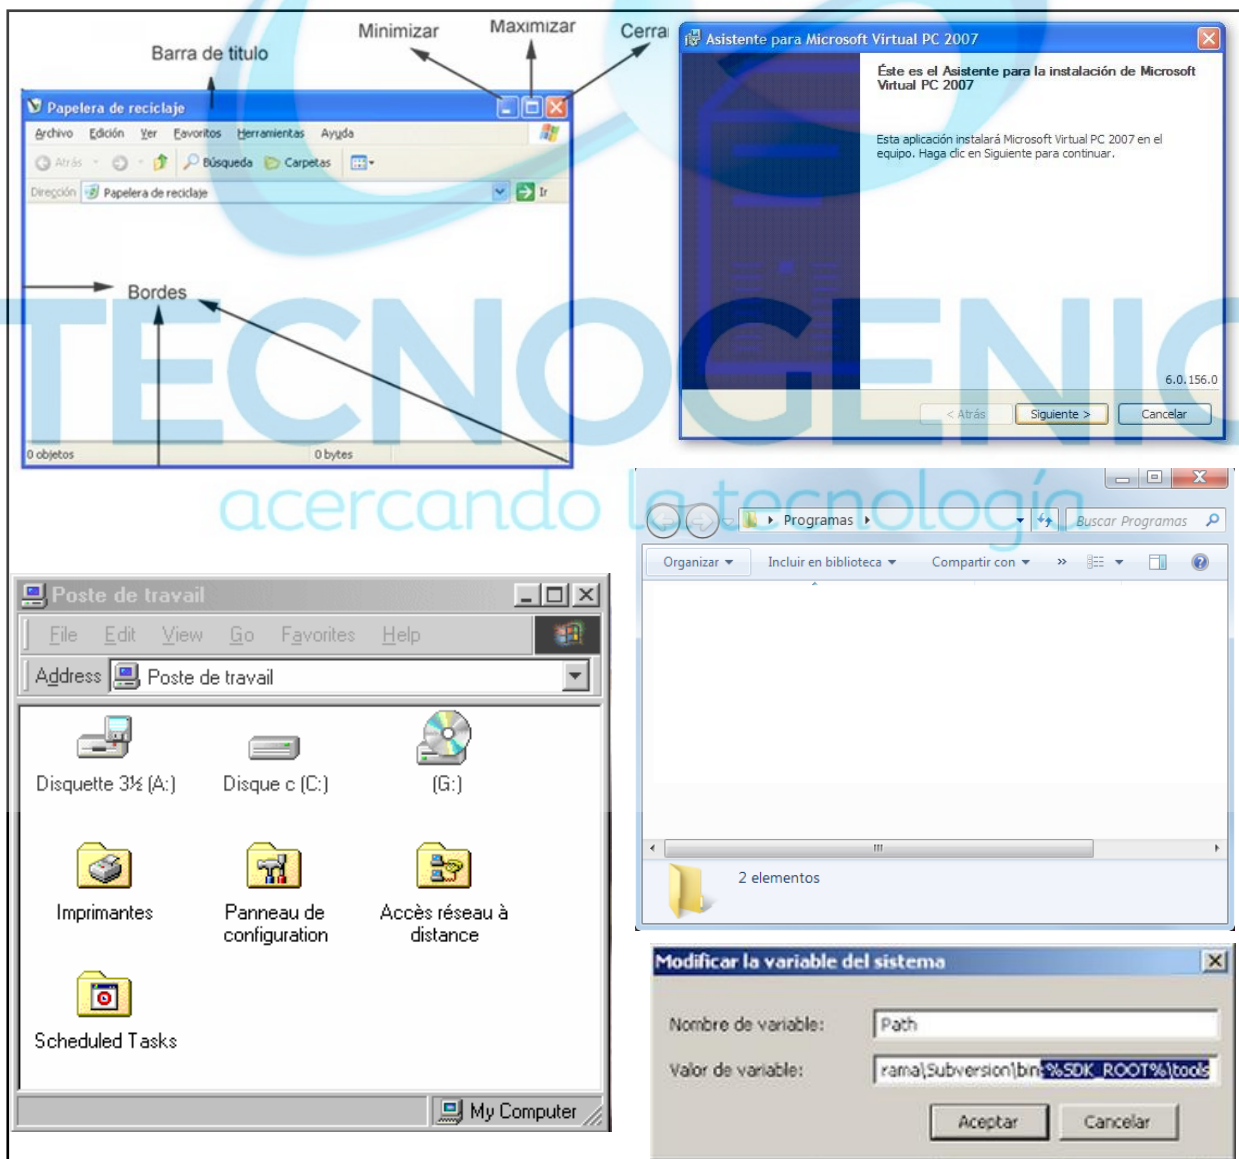 Minimizar
Maximizar
Cerrar
Barra de titulo
Papelera de reciclaje
Archivo Edición Ver Favoritos Herramientas Ayuda
Atrás Búsqueda Carpetas
Dirección Papelera de reciclaje Ir
Bordes
0 objetos 0 bytes
Asistente para Microsoft Virtual PC 2007
Éste es el Asistente para la instalación de Microsoft
Virtual PC 2007
Esta aplicación instalará Microsoft Virtual PC 2007 en el
equipo. Haga clic en Siguiente para continuar.
6.0.156.0
< Atrás Siguiente > Cancelar
TECNOGENIO
acercando la tecnología
Programas Buscar Programas
Organizar Incluir en biblioteca Compartir con »
2 elementos
Poste de travail
File Edit View Go Favorites Help
Address Poste de travail
Disquette 3½ (A:) Disque c (C:) (G:)
Imprimantes Panneau de Accès réseau à
configuration distance
Scheduled Tasks
My Computer
Modificar la variable del sistema
Nombre de variable: Path
Valor de variable: rama\Subversion\bin;%SDK_ROOT%\tools
Aceptar Cancelar